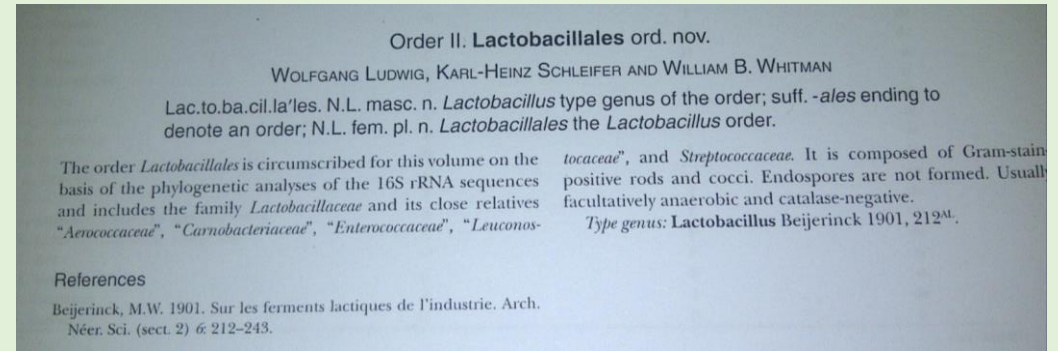 Order II. Lactobacillales ord. nov.
WOLFGANG LUDWIG, KARL-HEINZ SCHLEIFER AND WILLIAM B. WHITMAN
Lac.to.ba.cil.la'les. N.L. masc. n. Lactobacillus type genus of the order; suff. -ales ending to
denote an order; N.L. fem. pl. n. Lactobacillales the Lactobacillus order.
The order Lactobacillales is circumscribed for this volume on the
basis of the phylogenetic analyses of the 16S rRNA sequences
and includes the family Lactobacillaceae and its close relatives
"Aerococcaceae", "Carnobacteriaceae", "Enterococcaceae", "Leuconos-
tocaceae", and Streptococcaceae. It is composed of Gram-stain-
positive rods and cocci. Endospores are not formed. Usually
facultatively anaerobic and catalase-negative.
Type genus: Lactobacillus Beijerinck 1901, 212AL.
References
Beijerinck, M.W. 1901. Sur les ferments lactiques de l'industrie. Arch.
Néer. Sci. (sect. 2) 6: 212–243.